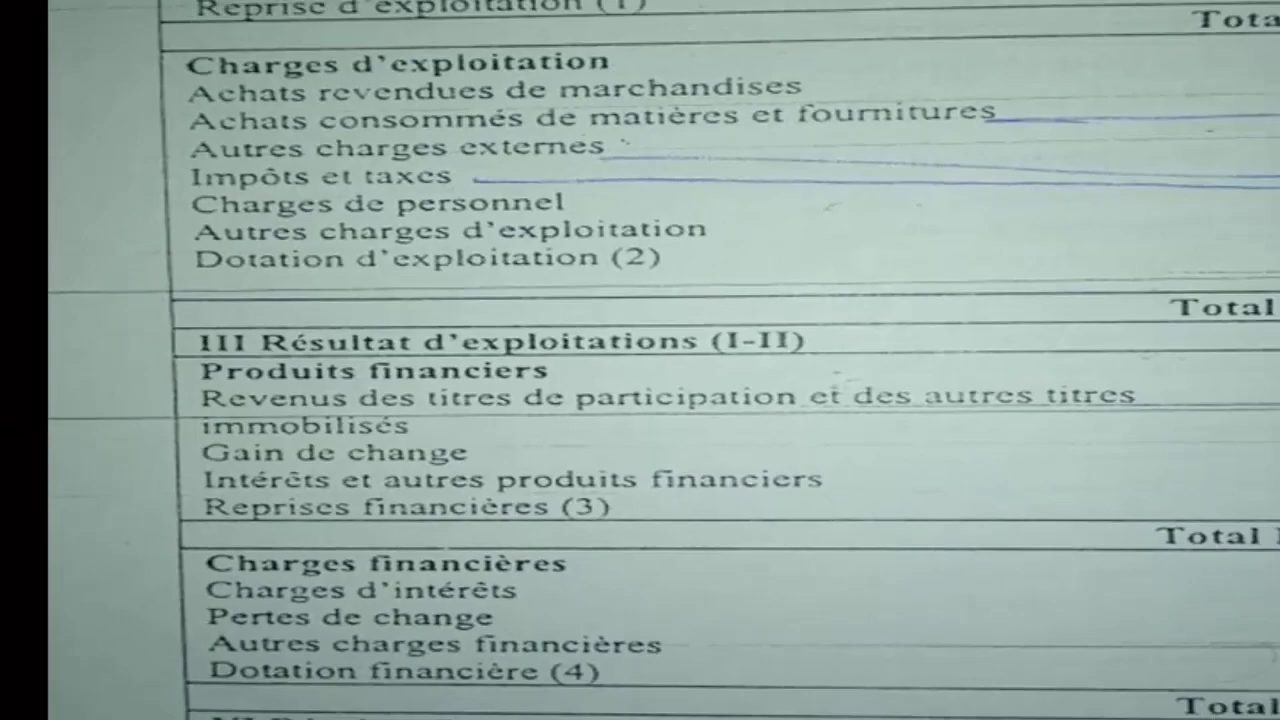 Reprise d'exploitation (1)
Tota
Charges d'exploitation
Achats revendues de marchandises
Achats consommés de matières et fournitures
Autres charges externes
Impôts et taxes
Charges de personnel
Autres charges d'exploitation
Dotation d'exploitation (2)
Total
III Résultat d'exploitations (I-II)
Produits financiers
Revenus des titres de participation et des autres titres
immobilisés
Gain de change
Intérêts et autres produits financiers
Reprises financières (3)
Total
Charges financières
Charges d'intérêts
Pertes de change
Autres charges financières
Dotation financière (4)
Total